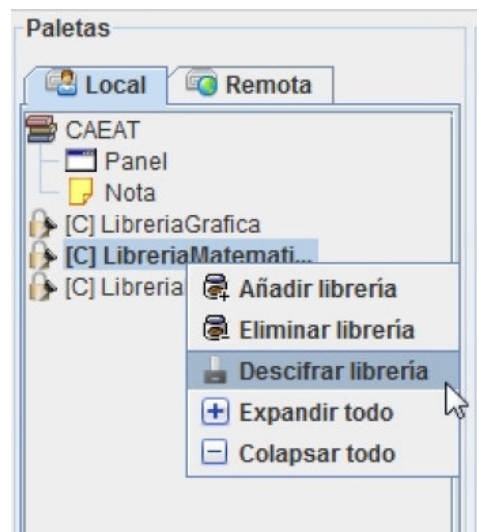 Paletas
Local Remota
CAEAT
Panel
Nota
[C] LibreriaGrafica
[C] LibreriaMatemati...
[C] Libreria
Añadir librería
Eliminar librería
Descifrar librería
Expandir todo
Colapsar todo